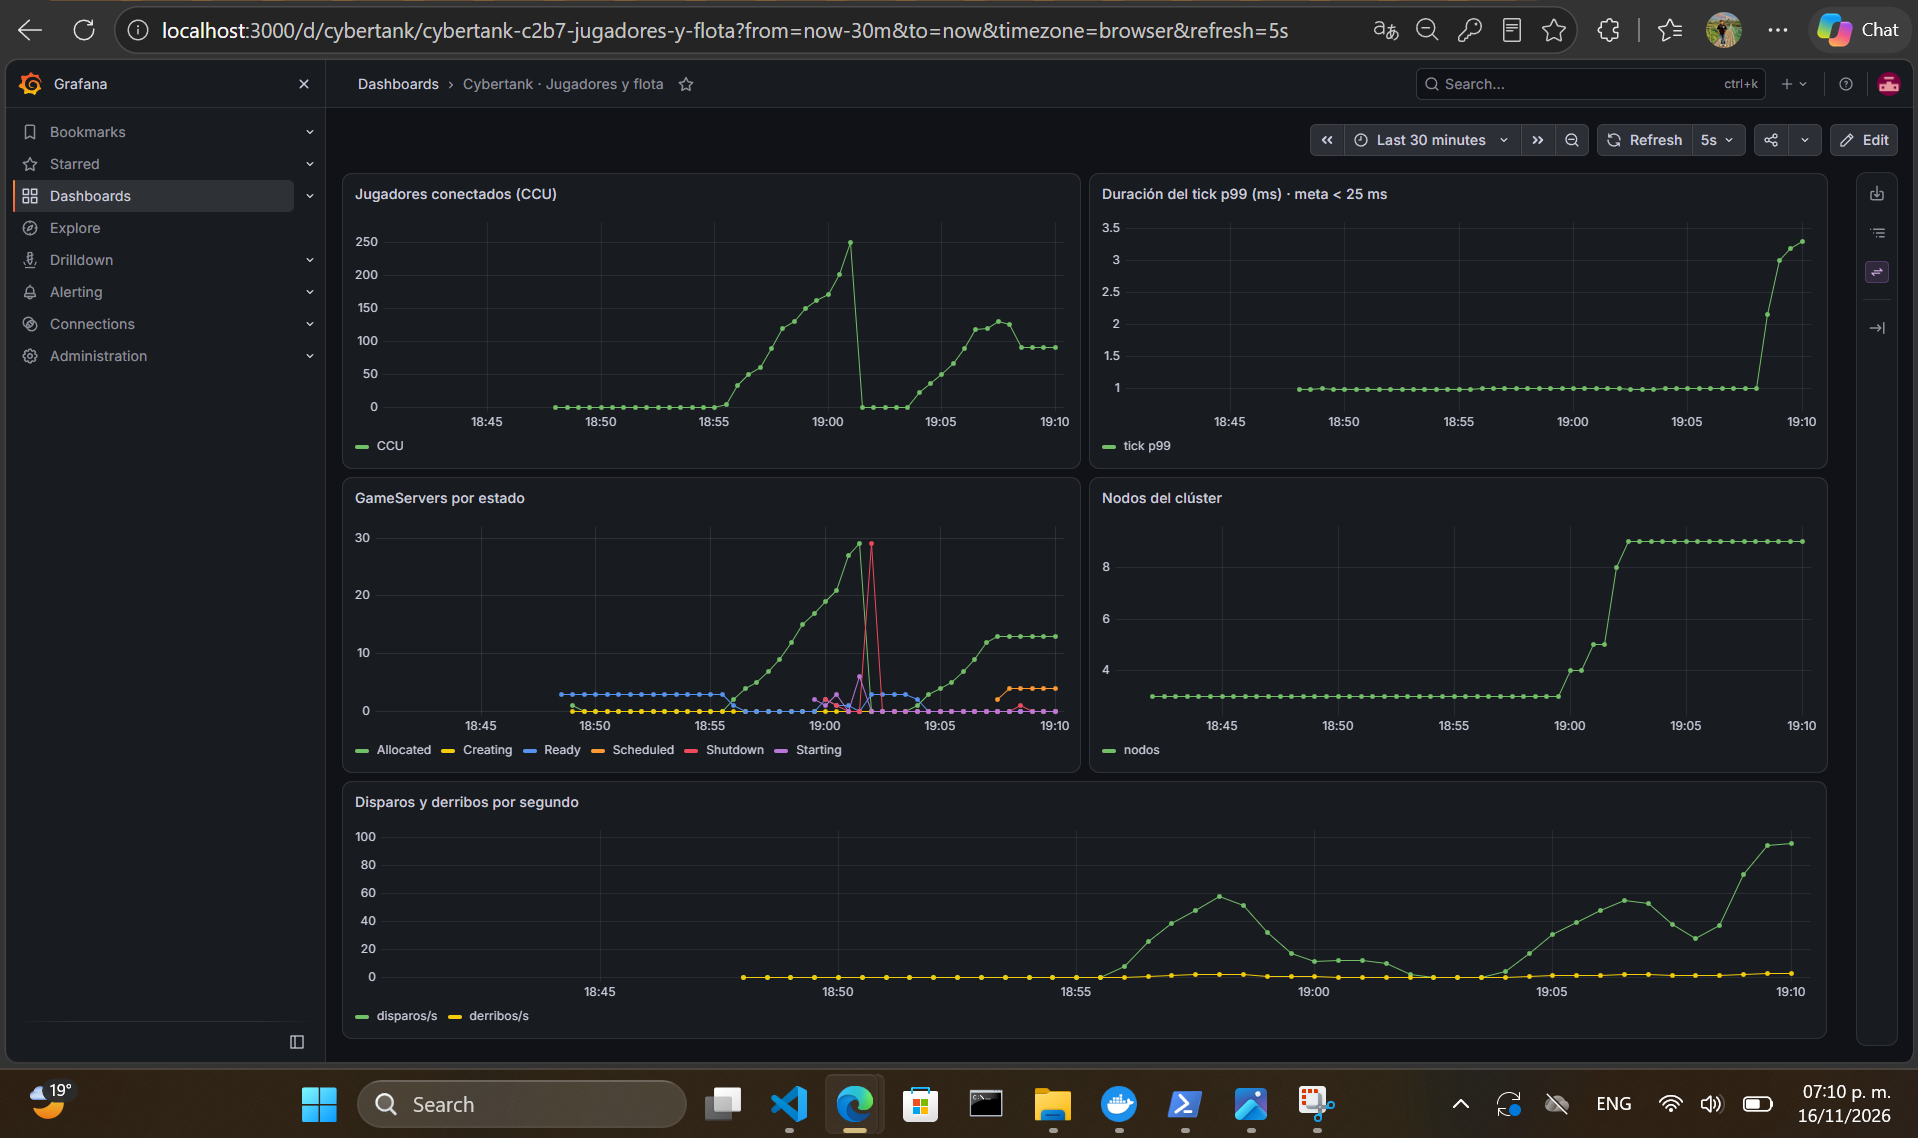 localhost:3000/d/cybertank/cybertank-c2b7-jugadores-y-flota?from=now-30m&to=now&timezone=browser&refresh=5s
Chat
Grafana
Dashboards › Cybertank · Jugadores y flota
Search... ctrl+k
Bookmarks
Starred
Dashboards
Explore
Drilldown
Alerting
Connections
Administration
Last 30 minutes
Refresh 5s
Edit
Jugadores conectados (CCU)
250
200
150
100
50
0
18:45 18:50 18:55 19:00 19:05 19:10
CCU
Duración del tick p99 (ms) · meta < 25 ms
3.5
3
2.5
2
1.5
1
18:45 18:50 18:55 19:00 19:05 19:10
tick p99
GameServers por estado
30
20
10
0
18:45 18:50 18:55 19:00 19:05 19:10
Allocated Creating Ready Scheduled Shutdown Starting
Nodos del clúster
8
6
4
18:45 18:50 18:55 19:00 19:05 19:10
nodos
Disparos y derribos por segundo
100
80
60
40
20
0
18:45 18:50 18:55 19:00 19:05 19:10
disparos/s derribos/s
19°
Search
ENG
07:10 p. m.
16/11/2026